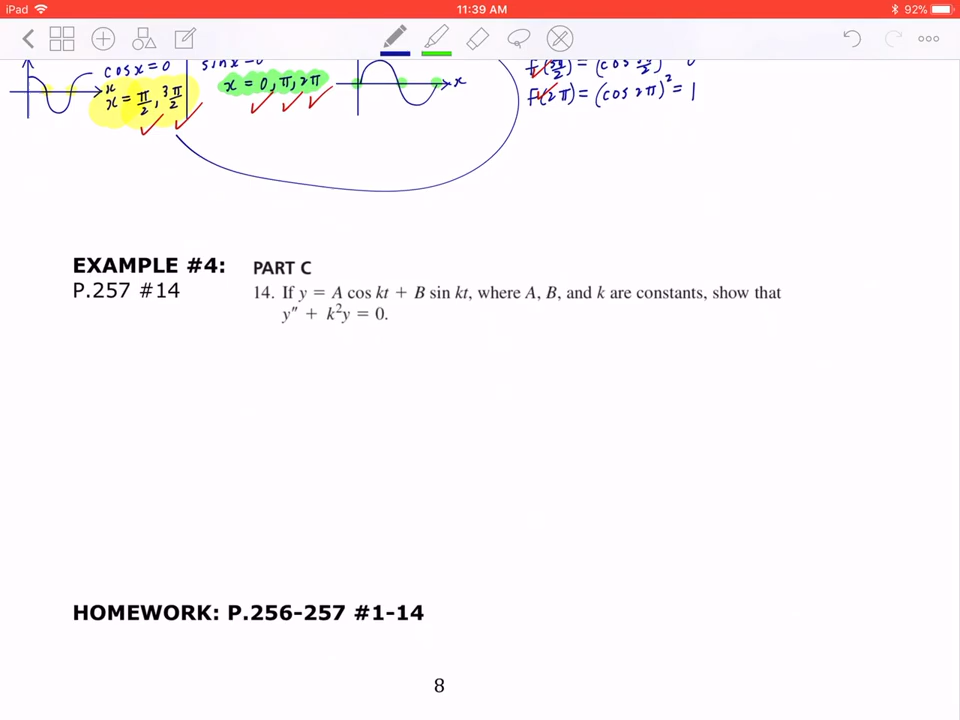 iPad 11:39 AM 92%
cos x = 0
x = π/2, 3π/2
x = 0, π, 2π
x
f(2π) = (cos 2π)² = 1
EXAMPLE #4: PART C
P.257 #14 14. If y = A cos kt + B sin kt, where A, B, and k are constants, show that
y″ + k²y = 0.
HOMEWORK: P.256-257 #1-14
8